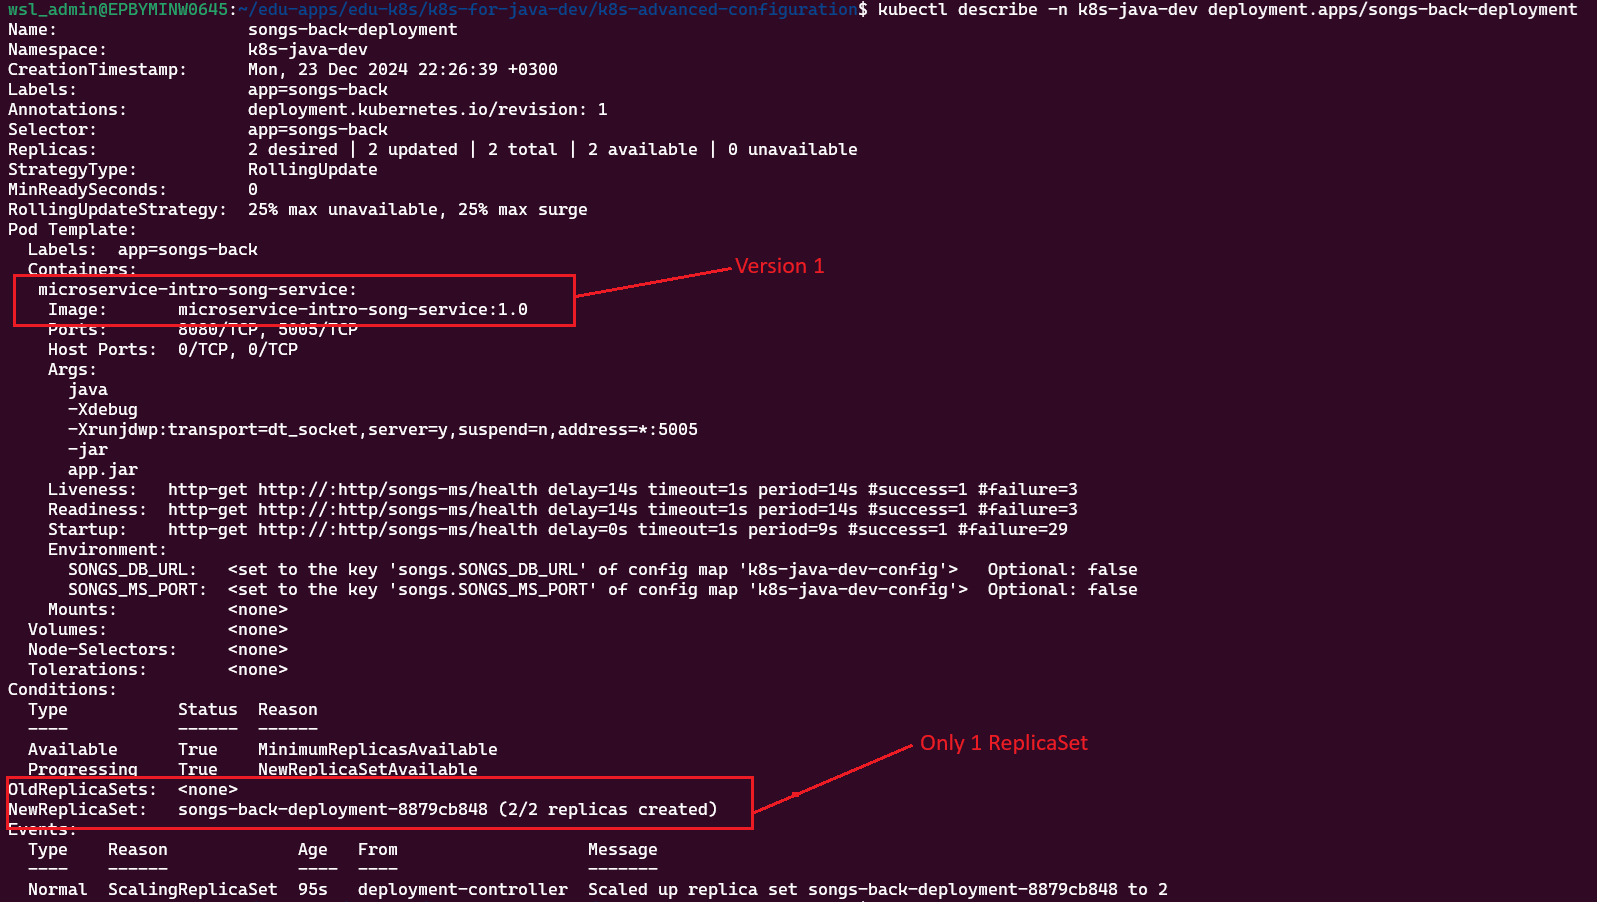 wsl_admin@EPBYMINW0645:~/edu-apps/edu-k8s/k8s-for-java-dev/k8s-advanced-configuration$ kubectl describe -n k8s-java-dev deployment.apps/songs-back-deployment
Name:                   songs-back-deployment
Namespace:              k8s-java-dev
CreationTimestamp:      Mon, 23 Dec 2024 22:26:39 +0300
Labels:                 app=songs-back
Annotations:            deployment.kubernetes.io/revision: 1
Selector:               app=songs-back
Replicas:               2 desired | 2 updated | 2 total | 2 available | 0 unavailable
StrategyType:           RollingUpdate
MinReadySeconds:        0
RollingUpdateStrategy:  25% max unavailable, 25% max surge
Pod Template:
  Labels:  app=songs-back
  Containers:
Version 1
   microservice-intro-song-service:
    Image:       microservice-intro-song-service:1.0
    Ports:       8080/TCP, 5005/TCP
    Host Ports:  0/TCP, 0/TCP
    Args:
      java
      -Xdebug
      -Xrunjdwp:transport=dt_socket,server=y,suspend=n,address=*:5005
      -jar
      app.jar
    Liveness:   http-get http://:http/songs-ms/health delay=14s timeout=1s period=14s #success=1 #failure=3
    Readiness:  http-get http://:http/songs-ms/health delay=14s timeout=1s period=14s #success=1 #failure=3
    Startup:    http-get http://:http/songs-ms/health delay=0s timeout=1s period=9s #success=1 #failure=29
    Environment:
      SONGS_DB_URL:   <set to the key 'songs.SONGS_DB_URL' of config map 'k8s-java-dev-config'>   Optional: false
      SONGS_MS_PORT:  <set to the key 'songs.SONGS_MS_PORT' of config map 'k8s-java-dev-config'>  Optional: false
    Mounts:           <none>
  Volumes:            <none>
  Node-Selectors:     <none>
  Tolerations:        <none>
Conditions:
  Type           Status  Reason
  ----           ------  ------
Only 1 ReplicaSet
  Available      True    MinimumReplicasAvailable
  Progressing    True    NewReplicaSetAvailable
OldReplicaSets:  <none>
NewReplicaSet:   songs-back-deployment-8879cb848 (2/2 replicas created)
Events:
  Type    Reason             Age   From                   Message
  ----    ------             ----  ----                   -------
  Normal  ScalingReplicaSet  95s   deployment-controller  Scaled up replica set songs-back-deployment-8879cb848 to 2